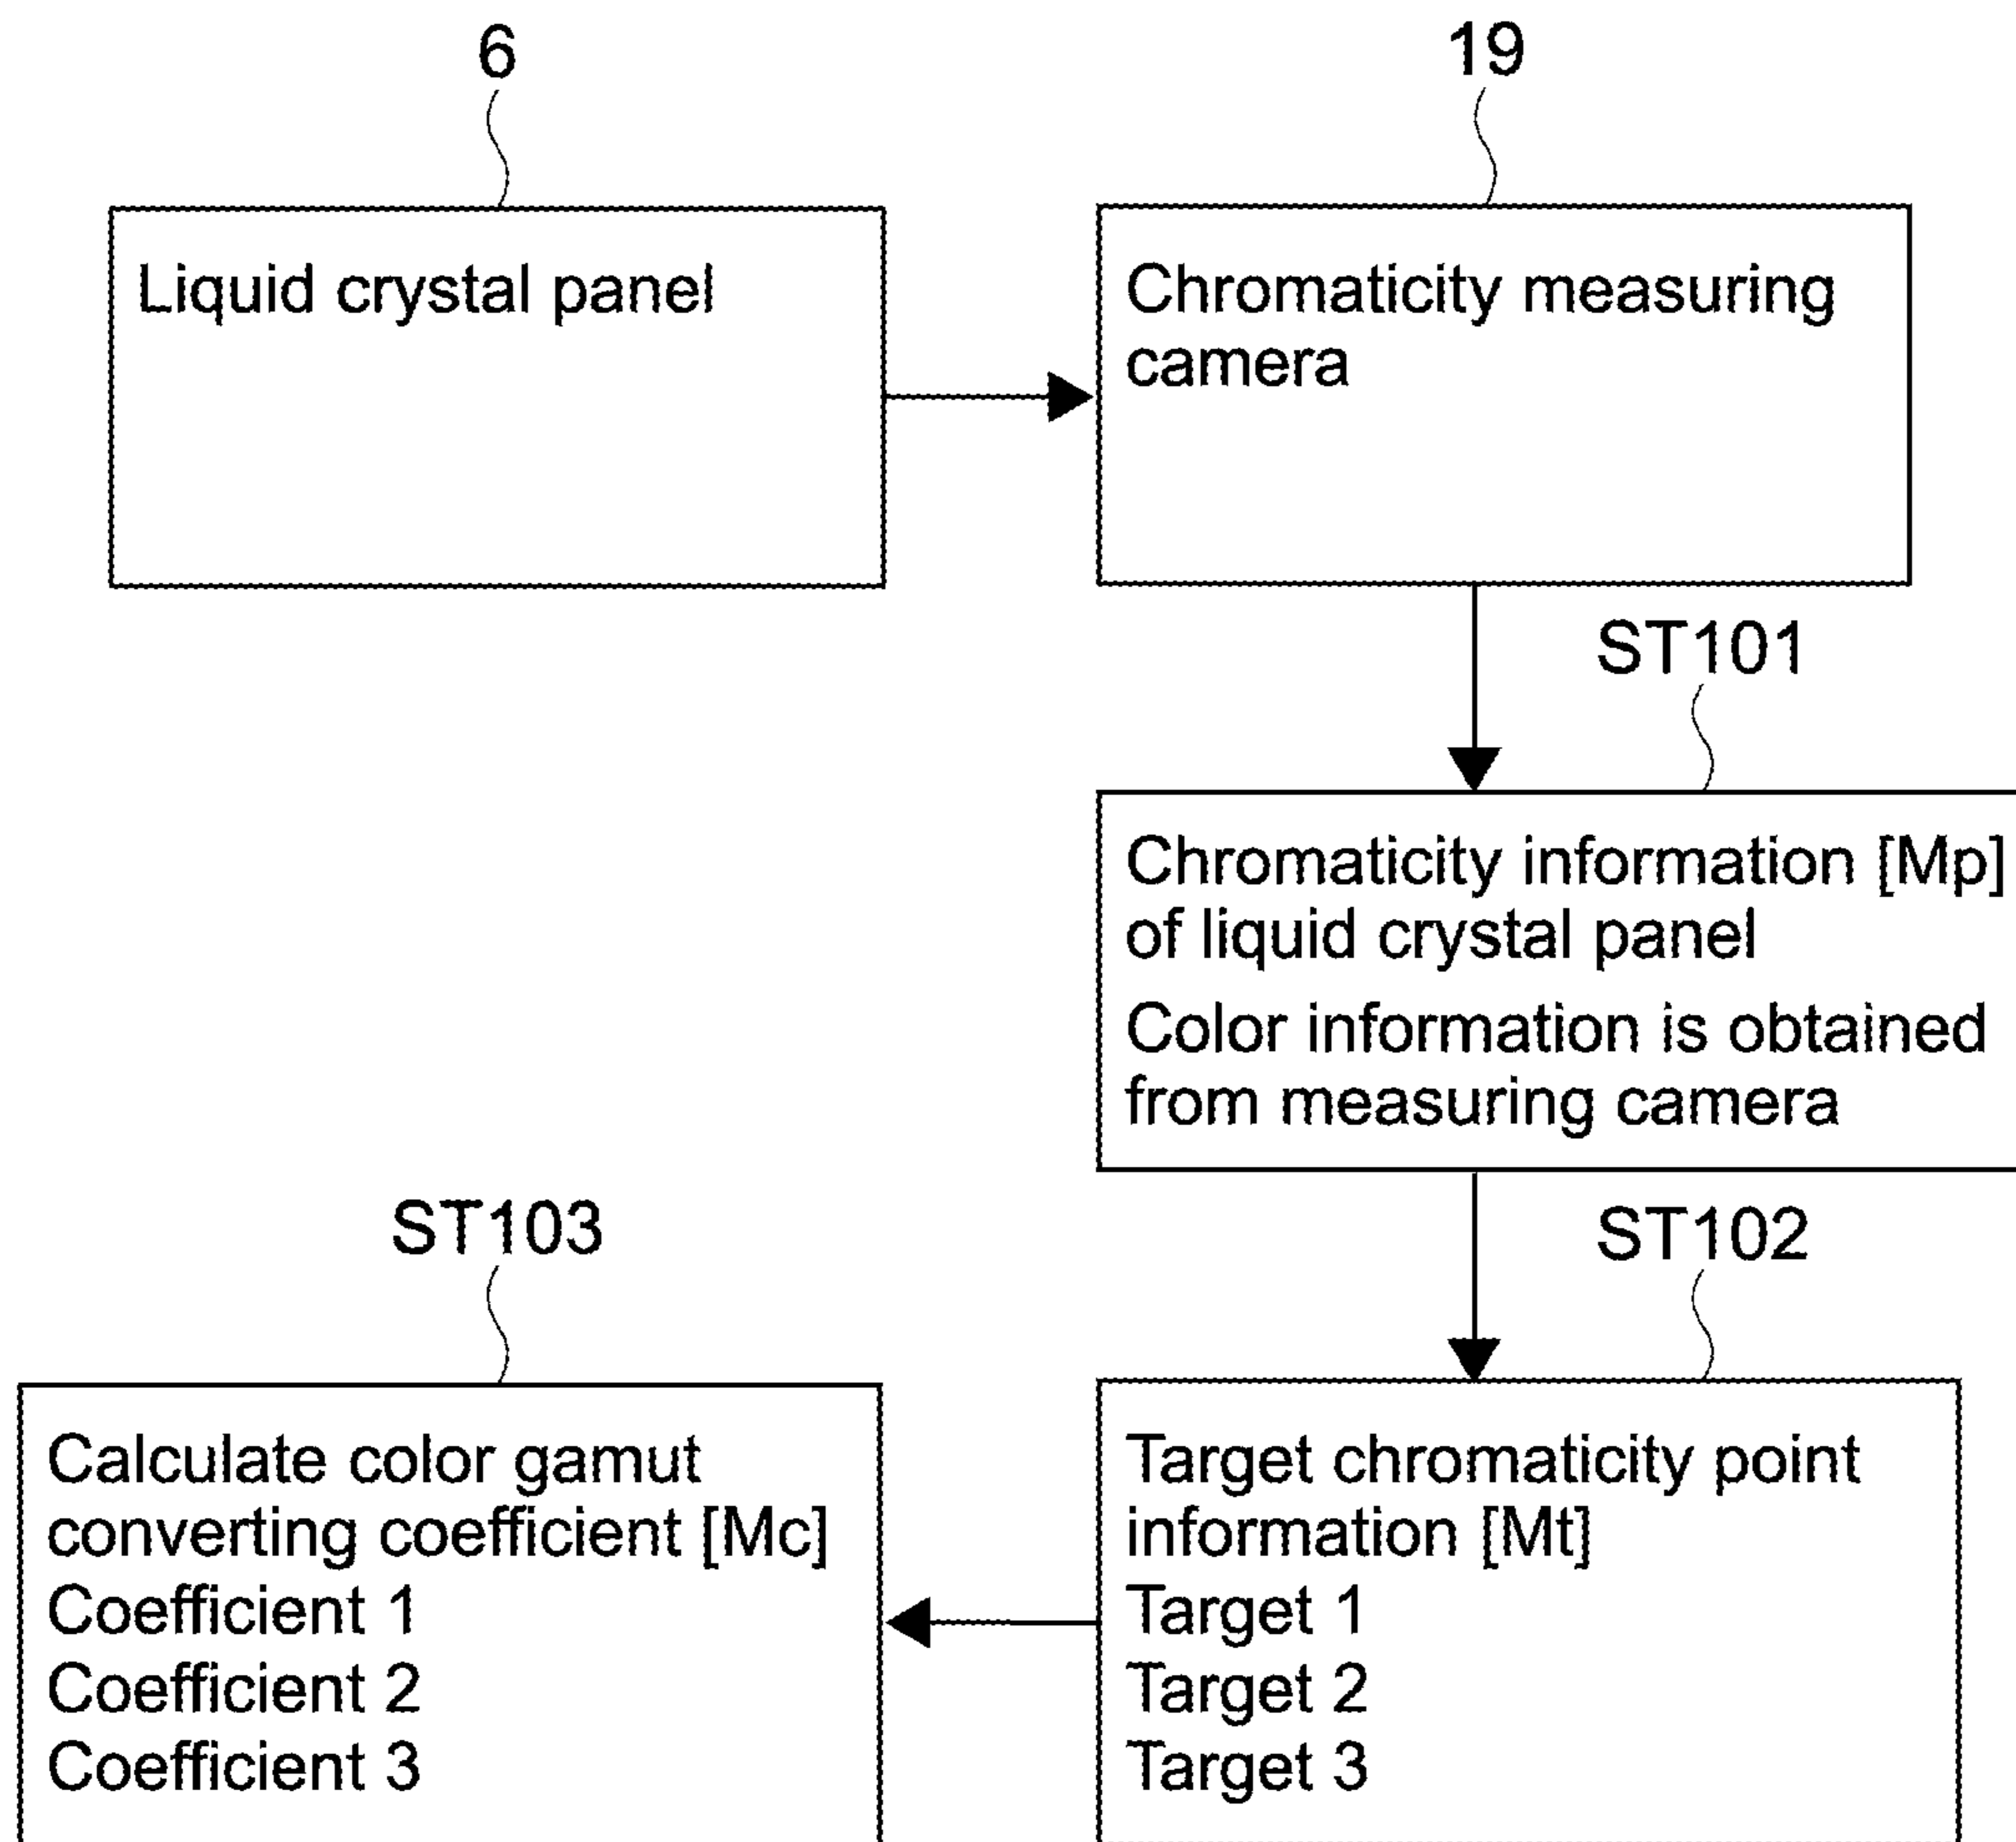 6
19
Liquid crystal panel
Chromaticity measuring
camera
ST101
Chromaticity information [Mp]
of liquid crystal panel
Color information is obtained
from measuring camera
ST103
ST102
Calculate color gamut
converting coefficient [Mc]
Coefficient 1
Coefficient 2
Coefficient 3
Target chromaticity point
information [Mt]
Target 1
Target 2
Target 3